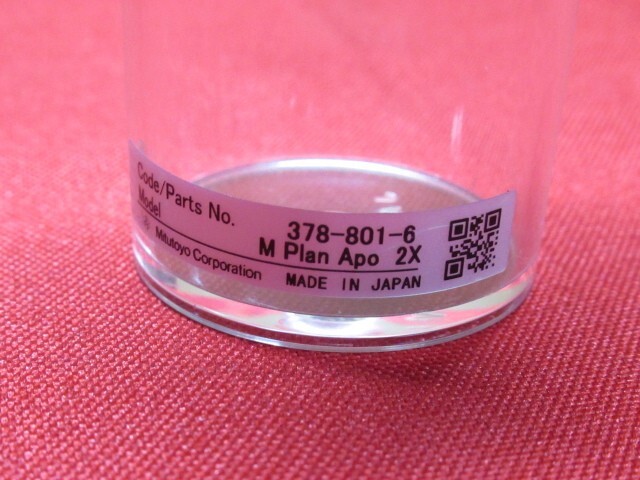 Code/Parts No. 378-801-6
Model M Plan Apo 2X
Mitutoyo Corporation MADE IN JAPAN